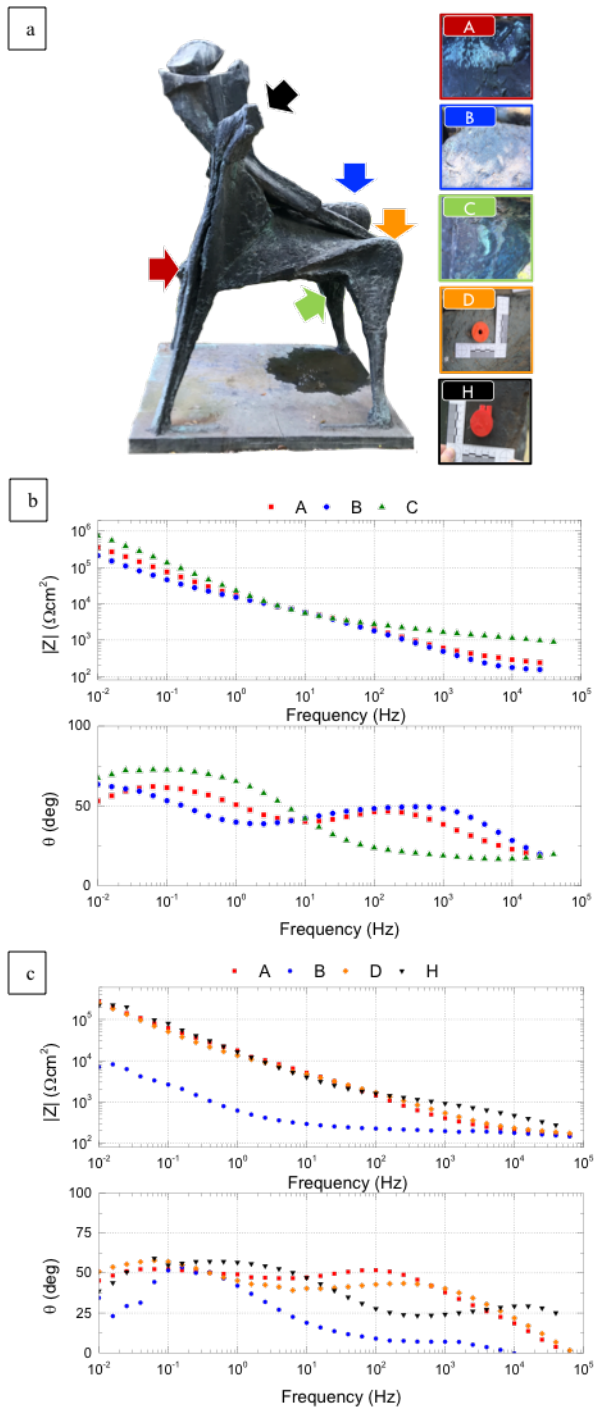 a
A
B
C
D
H
b
A B C
10⁶
10⁵
10⁴
10³
10²
|Z| (Ωcm²)
10⁻² 10⁻¹ 10⁰ 10¹ 10² 10³ 10⁴ 10⁵
Frequency (Hz)
100
50
0
θ (deg)
10⁻² 10⁻¹ 10⁰ 10¹ 10² 10³ 10⁴ 10⁵
Frequency (Hz)
c
A B D H
10⁵
10⁴
10³
10²
|Z| (Ωcm²)
10⁻² 10⁻¹ 10⁰ 10¹ 10² 10³ 10⁴ 10⁵
Frequency (Hz)
75
50
25
0
θ (deg)
10⁻² 10⁻¹ 10⁰ 10¹ 10² 10³ 10⁴ 10⁵
Frequency (Hz)